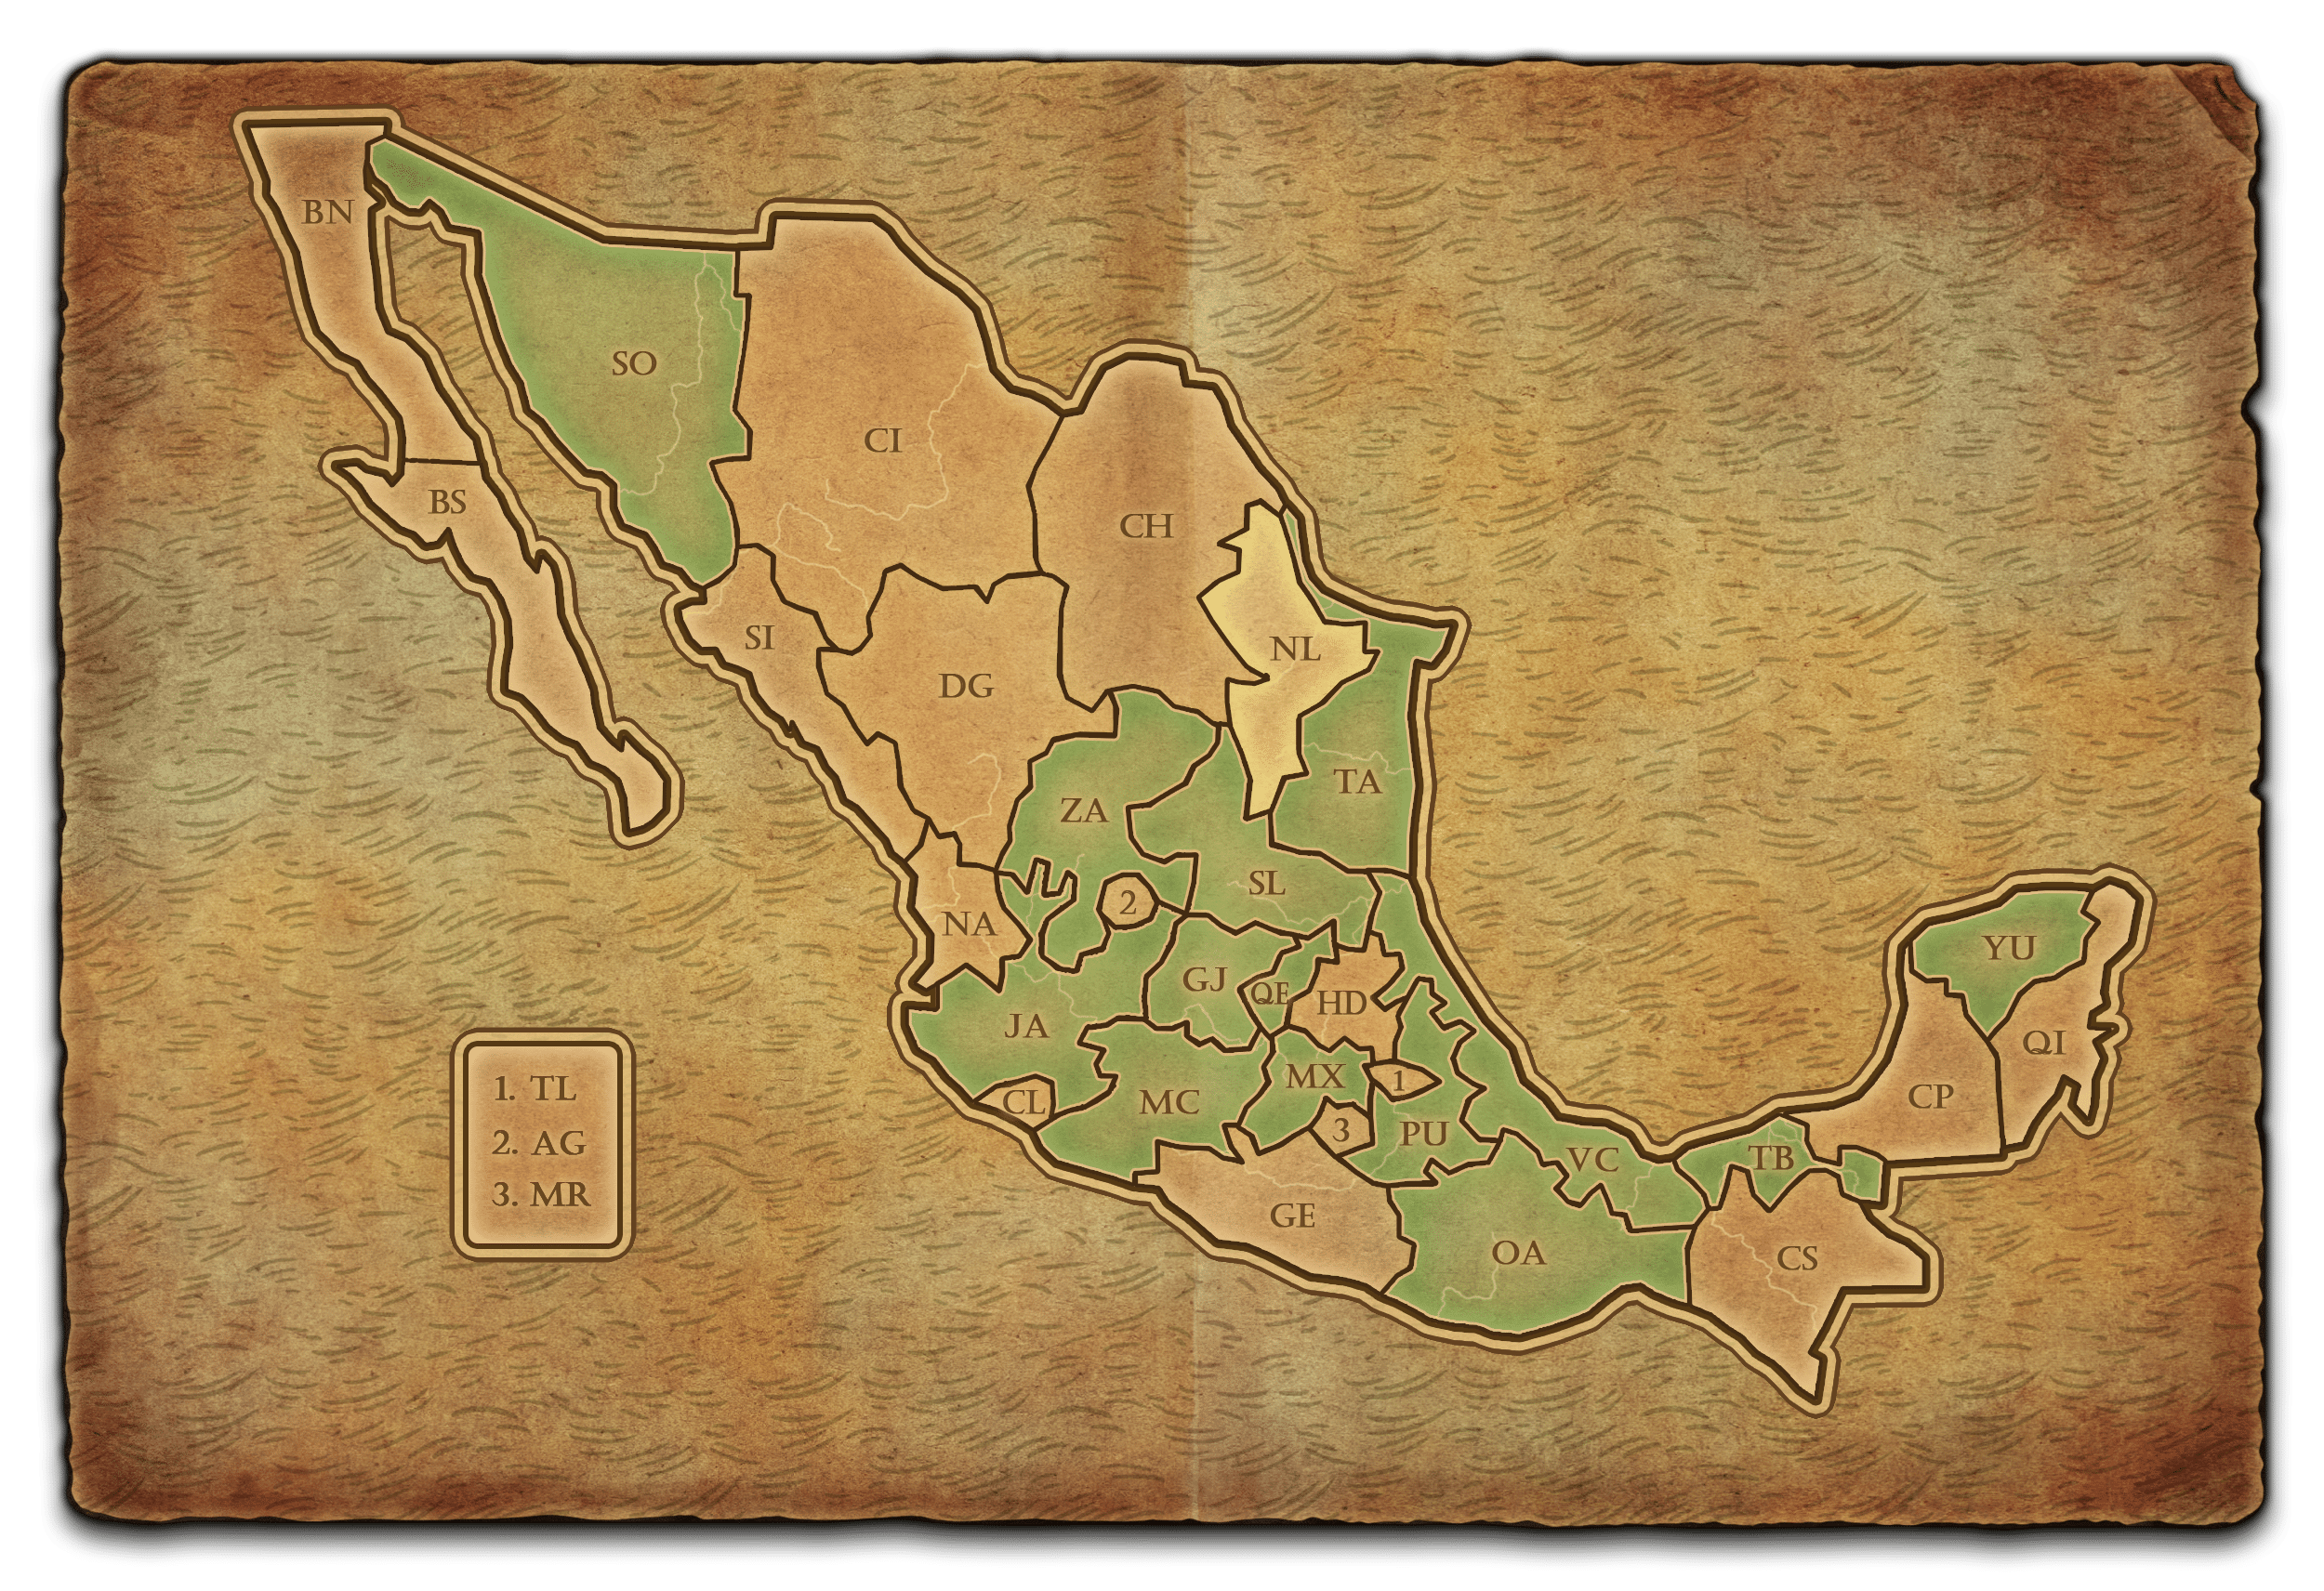 BN
SO
CI
BS
CH
SI
NL
DG
TA
ZA
SL
2
NA
YU
GJ
QE
HD
JA
QI
MX
1
CL
MC
CP
3
PU
VC
TB
GE
OA
CS
1. TL
2. AG
3. MR